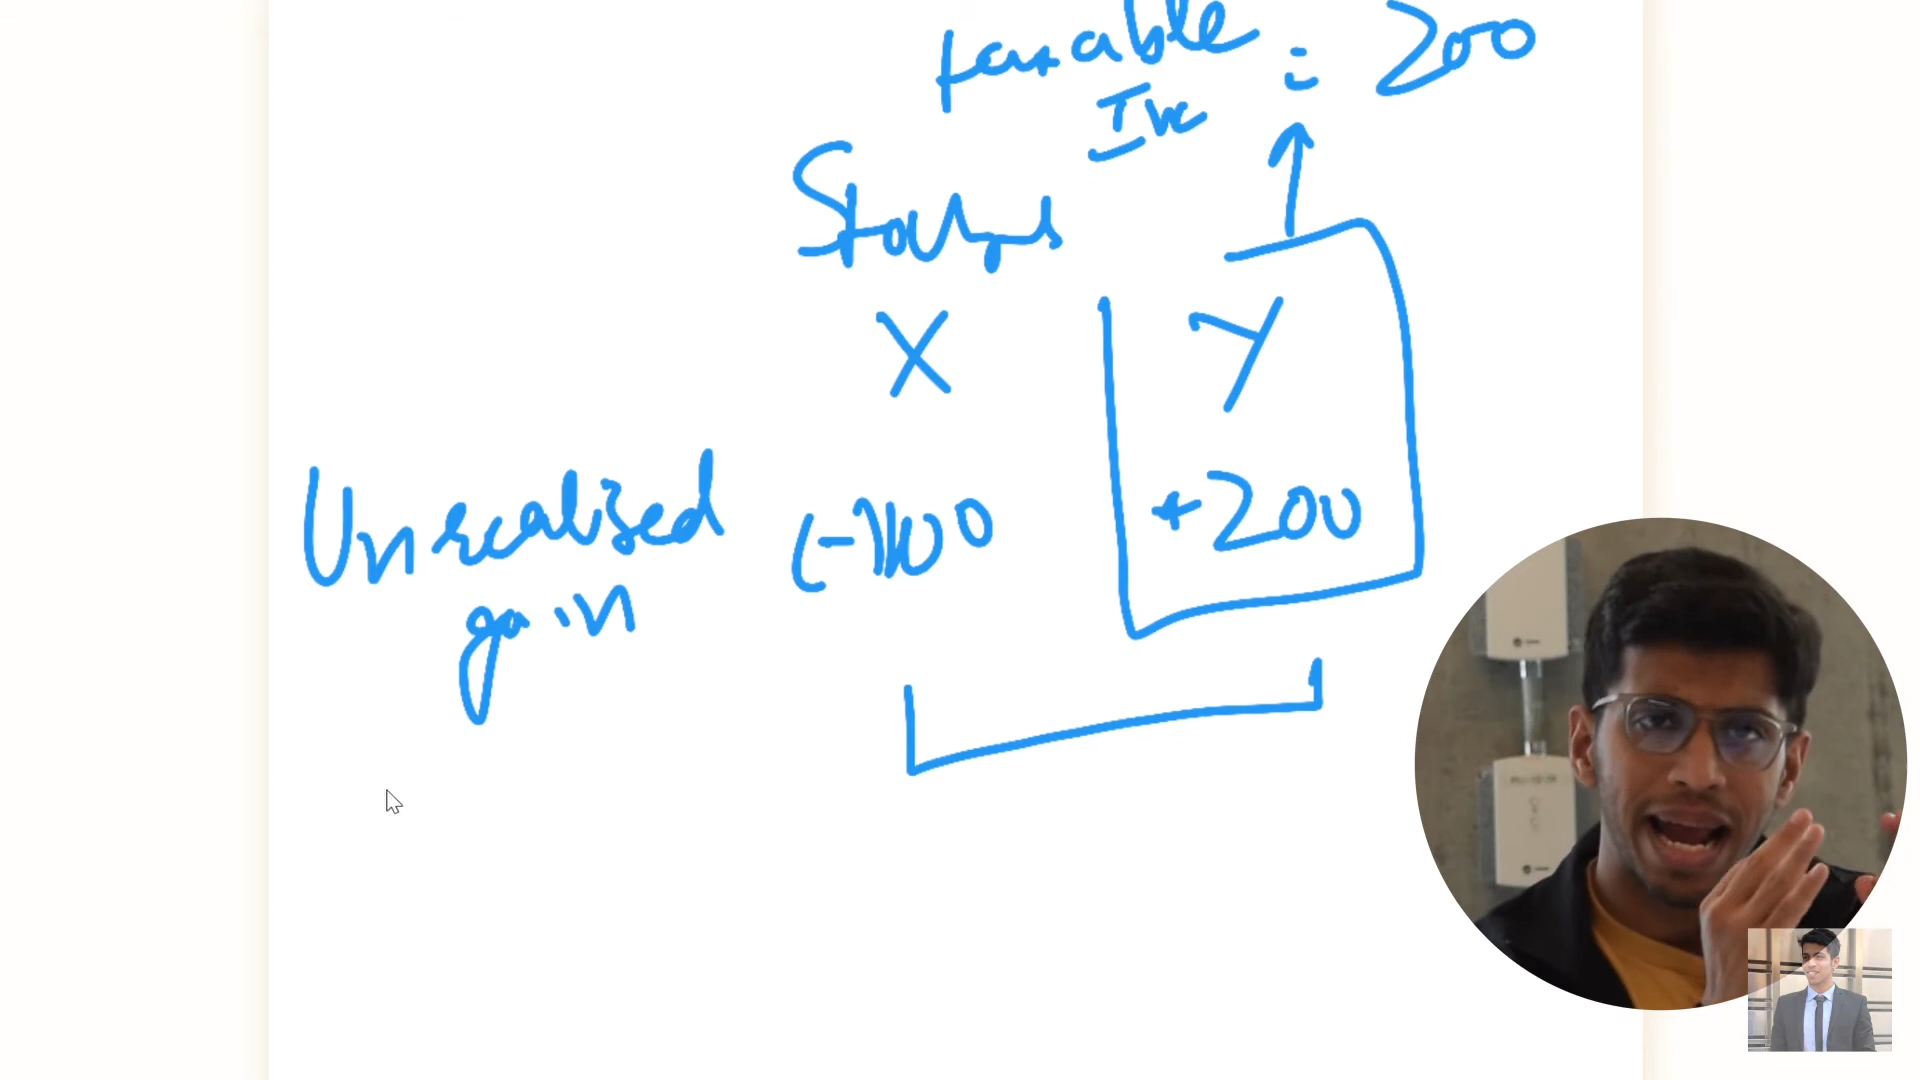 taxable = 200
Inc
Stocks
X Y
Unrealised (-)100 +200
gain